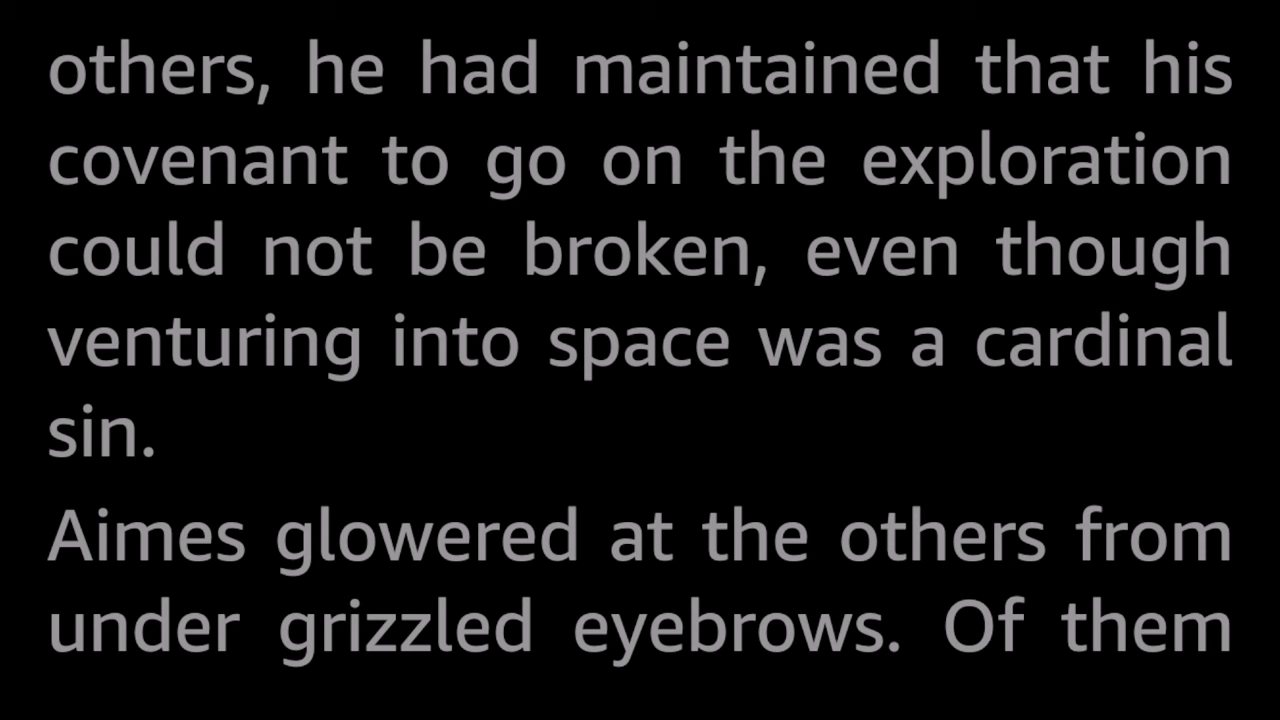 others, he had maintained that his
covenant to go on the exploration
could not be broken, even though
venturing into space was a cardinal
sin.
Aimes glowered at the others from
under grizzled eyebrows. Of them